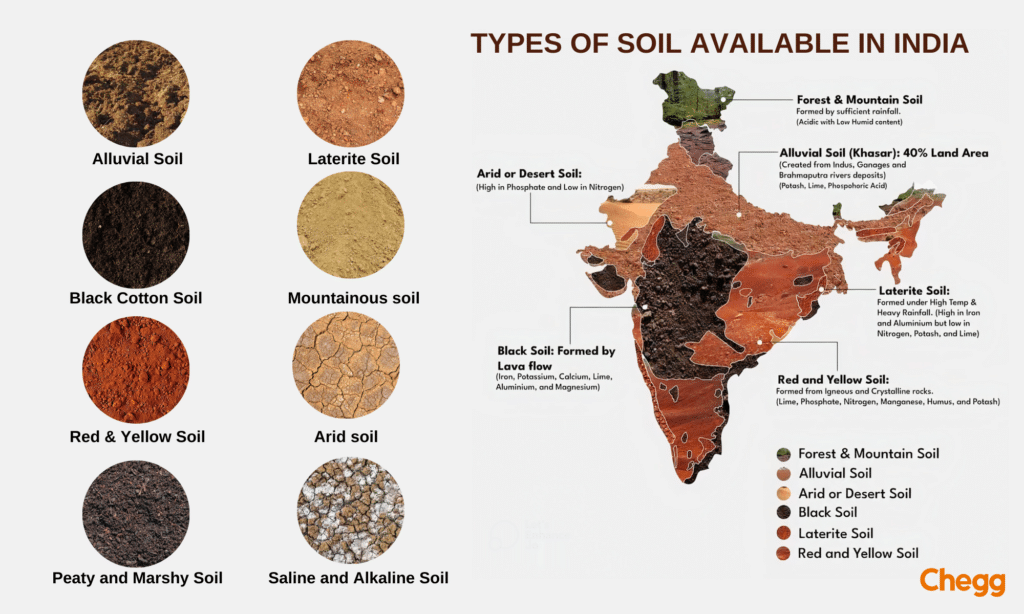 TYPES OF SOIL AVAILABLE IN INDIA
Alluvial Soil
Laterite Soil
Black Cotton Soil
Mountainous soil
Red & Yellow Soil
Arid soil
Peaty and Marshy Soil
Saline and Alkaline Soil
Forest & Mountain Soil
Formed by sufficient rainfall.
(Acidic with Low Humid content)
Alluvial Soil (Khasar): 40% Land Area
(Created from Indus, Ganages and
Brahmaputra rivers deposits)
(Potash, Lime, Phospohoric Acid)
Arid or Desert Soil:
(High in Phosphate and Low in Nitrogen)
Laterite Soil:
Formed under High Temp &
Heavy Rainfall. (High in Iron
and Aluminium but low in
Nitrogen, Potash, and Lime)
Black Soil: Formed by
Lava flow
(Iron, Potassium, Calcium, Lime,
Aluminium, and Magnesium)
Red and Yellow Soil:
Formed from Igneous and Crystalline rocks.
(Lime, Phosphate, Nitrogen, Manganese, Humus, and Potash)
Forest & Mountain Soil
Alluvial Soil
Arid or Desert Soil
Black Soil
Laterite Soil
Red and Yellow Soil
Chegg